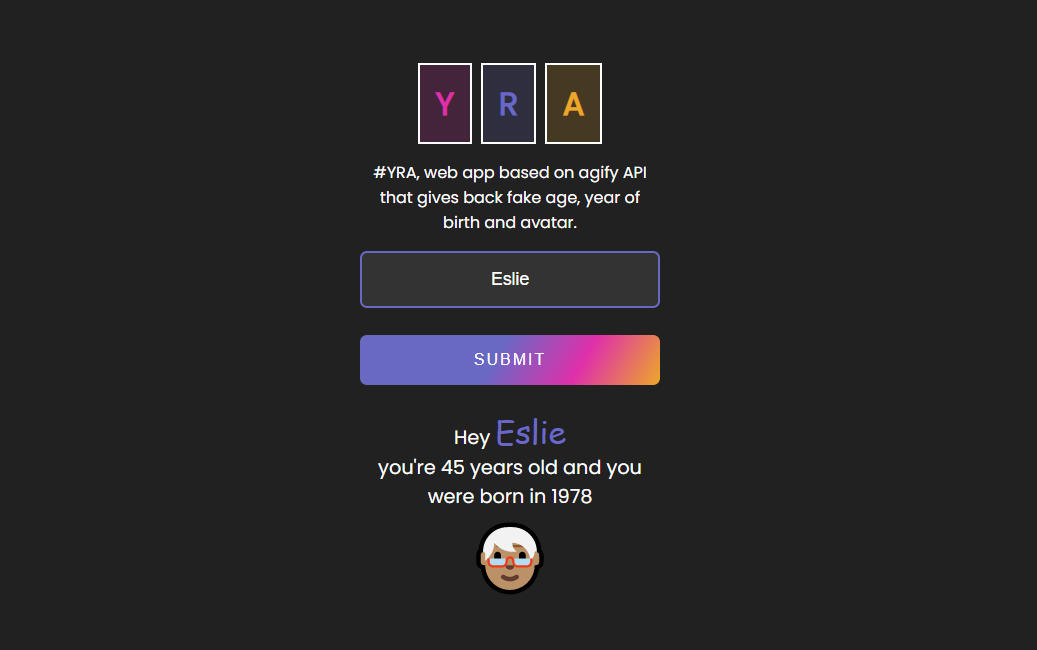 Y R A
#YRA, web app based on agify API
that gives back fake age, year of
birth and avatar.
Eslie
SUBMIT
Hey Eslie
you're 45 years old and you
were born in 1978